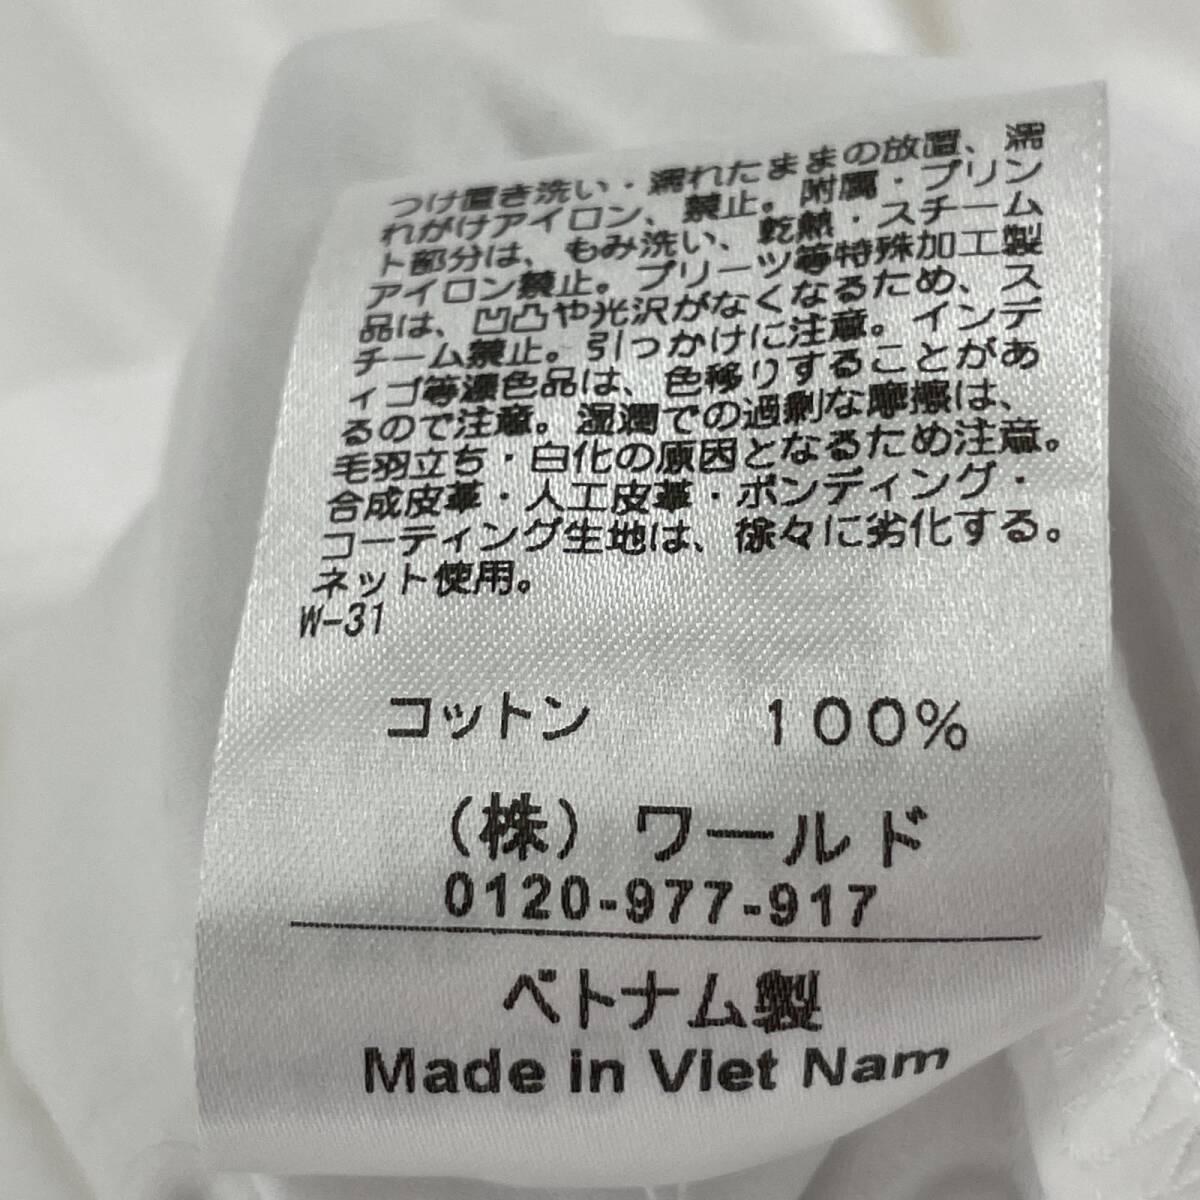 つけ置き洗い・濡れたままの放置、濡
れがけアイロン、禁止。附属・プリン
ト部分は、もみ洗い、乾熱・スチーム
アイロン禁止。プリーツ等特殊加工製
品は、凹凸や光沢がなくなるため、ス
チーム禁止。引っかけに注意。インデ
ィゴ等濃色品は、色移りすることがあ
るので注意。湿潤での過剰な摩擦は、
毛羽立ち・白化の原因となるため注意。
合成皮革・人工皮革・ボンディング・
コーティング生地は、徐々に劣化する。
ネット使用。
W-31
コットン 100%
(株) ワールド
0120-977-917
ベトナム製
Made in Viet Nam